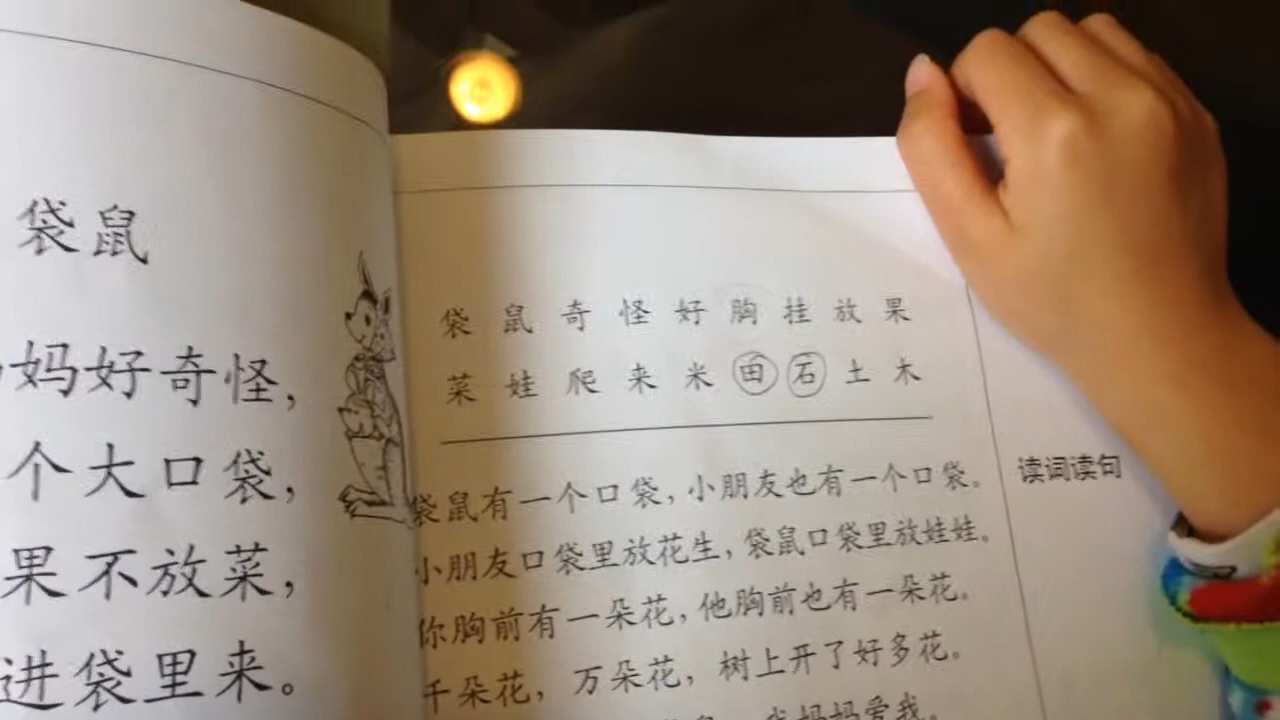 袋鼠
妈好奇怪,
个大口袋,
果不放菜,
进袋里来。
袋鼠奇怪好胸挂放果
菜娃爬来米田石土木
袋鼠有一个口袋,小朋友也有一个口袋。
小朋友口袋里放花生,袋鼠口袋里放娃娃。
你胸前有一朵花,他胸前也有一朵花。
千朵花,万朵花,树上开了好多花。
妈妈爱我。
读词读句